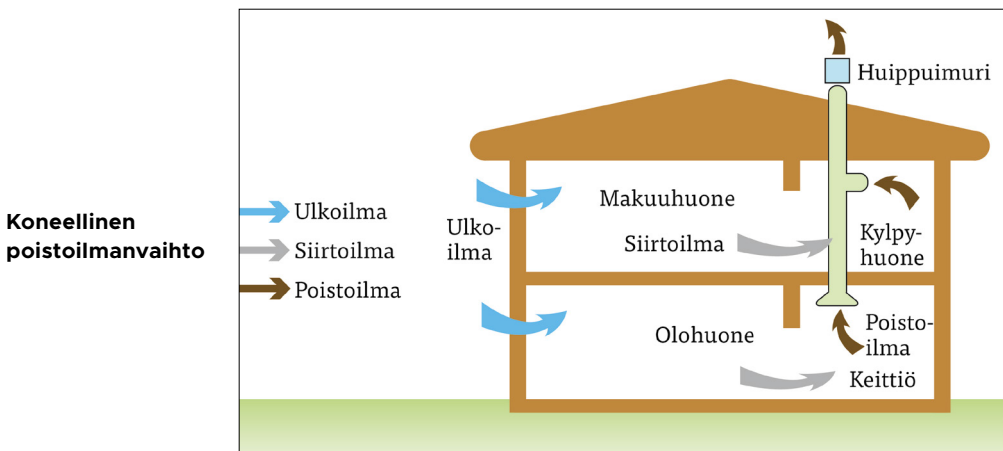 Koneellinen
poistoilmanvaihto
Ulkoilma
Siirtoilma
Poistoilma
Huippuimuri
Ulko-
ilma
Makuuhuone
Siirtoilma
Kylpy-
huone
Olohuone
Poisto-
ilma
Keittiö